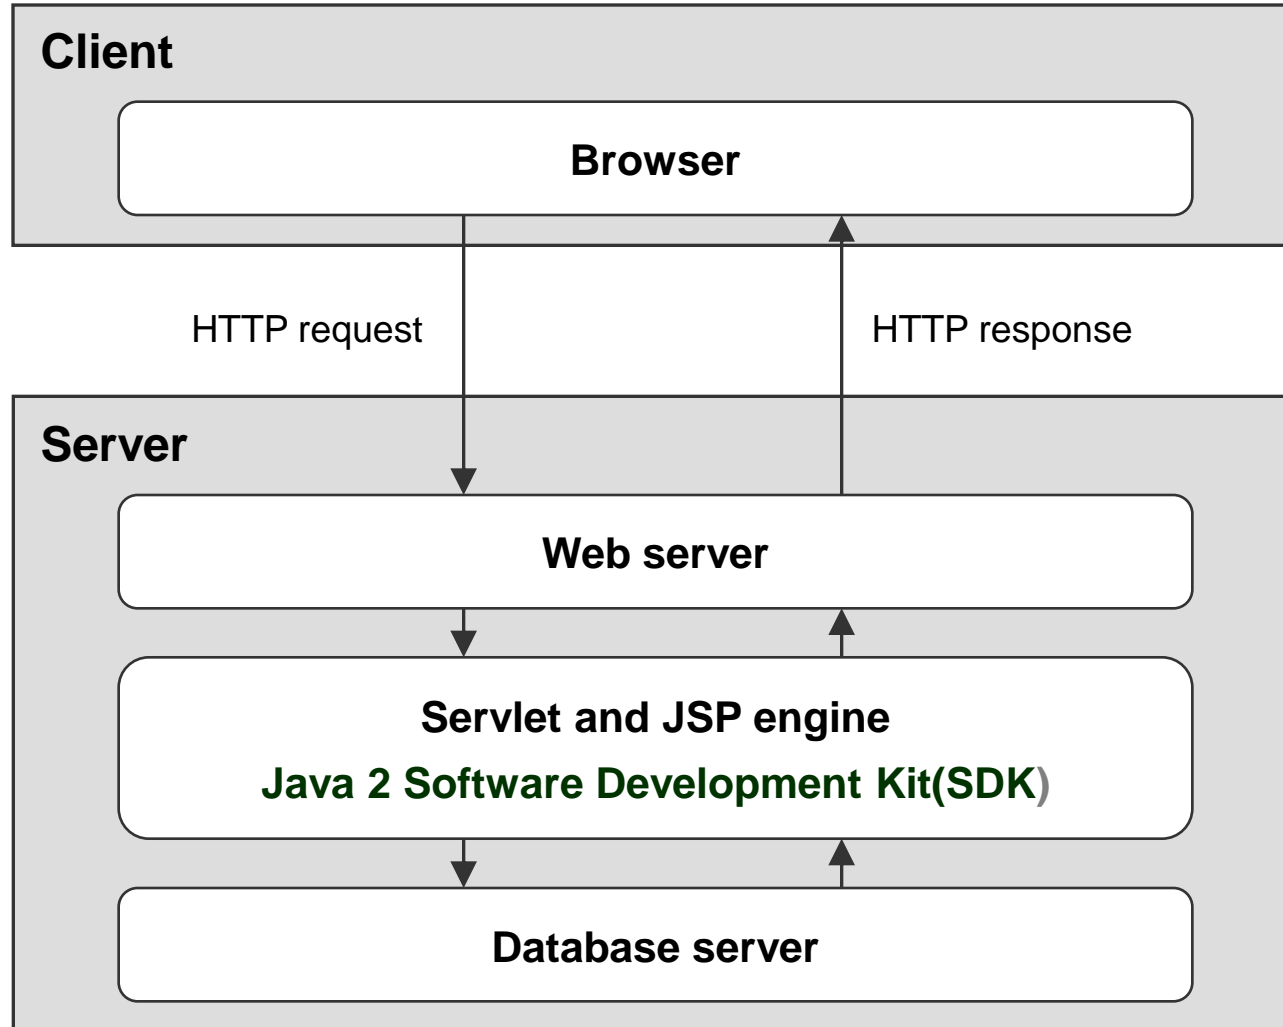 Client
Browser
HTTP request
HTTP response
Server
Web server
Servlet and JSP engine
Java 2 Software Development Kit(SDK)
Database server